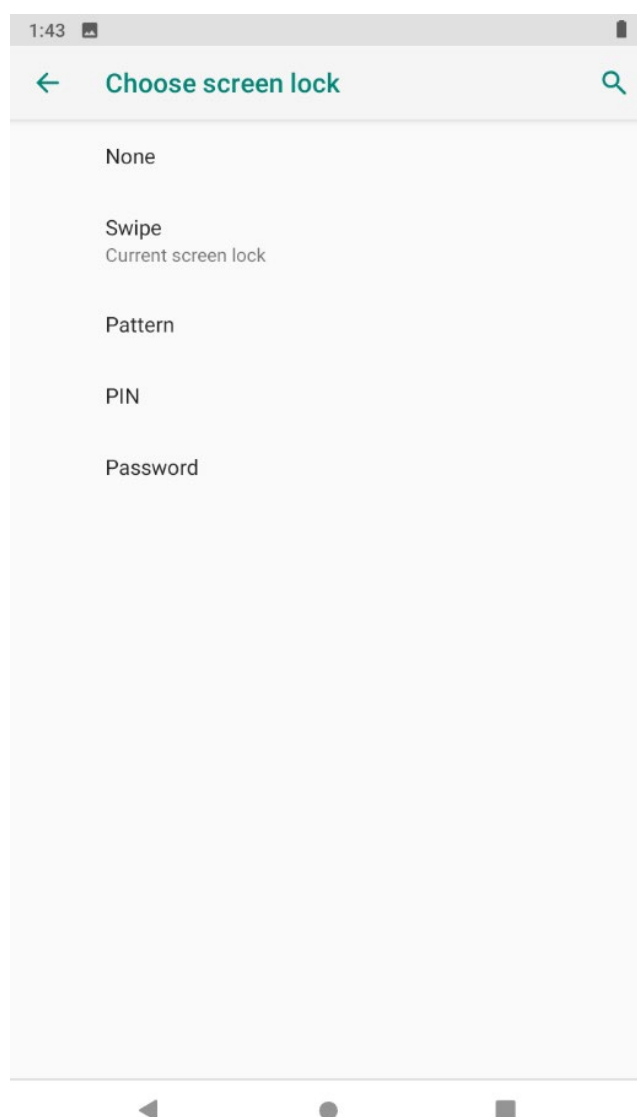 1:43
Choose screen lock
None
Swipe
Current screen lock
Pattern
PIN
Password